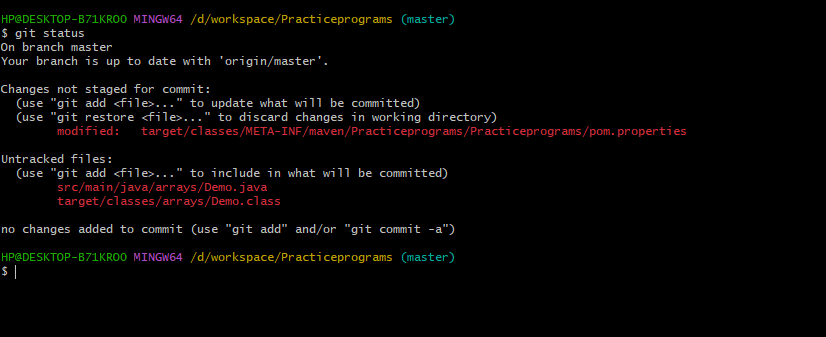 HP@DESKTOP-B71KROO MINGW64 /d/workspace/Practiceprograms (master)
$ git status
On branch master
Your branch is up to date with 'origin/master'.
Changes not staged for commit:
(use "git add <file>..." to update what will be committed)
(use "git restore <file>..." to discard changes in working directory)
modified: target/classes/META-INF/maven/Practiceprograms/Practiceprograms/pom.properties
Untracked files:
(use "git add <file>..." to include in what will be committed)
src/main/java/arrays/Demo.java
target/classes/arrays/Demo.class
no changes added to commit (use "git add" and/or "git commit -a")
HP@DESKTOP-B71KROO MINGW64 /d/workspace/Practiceprograms (master)
$